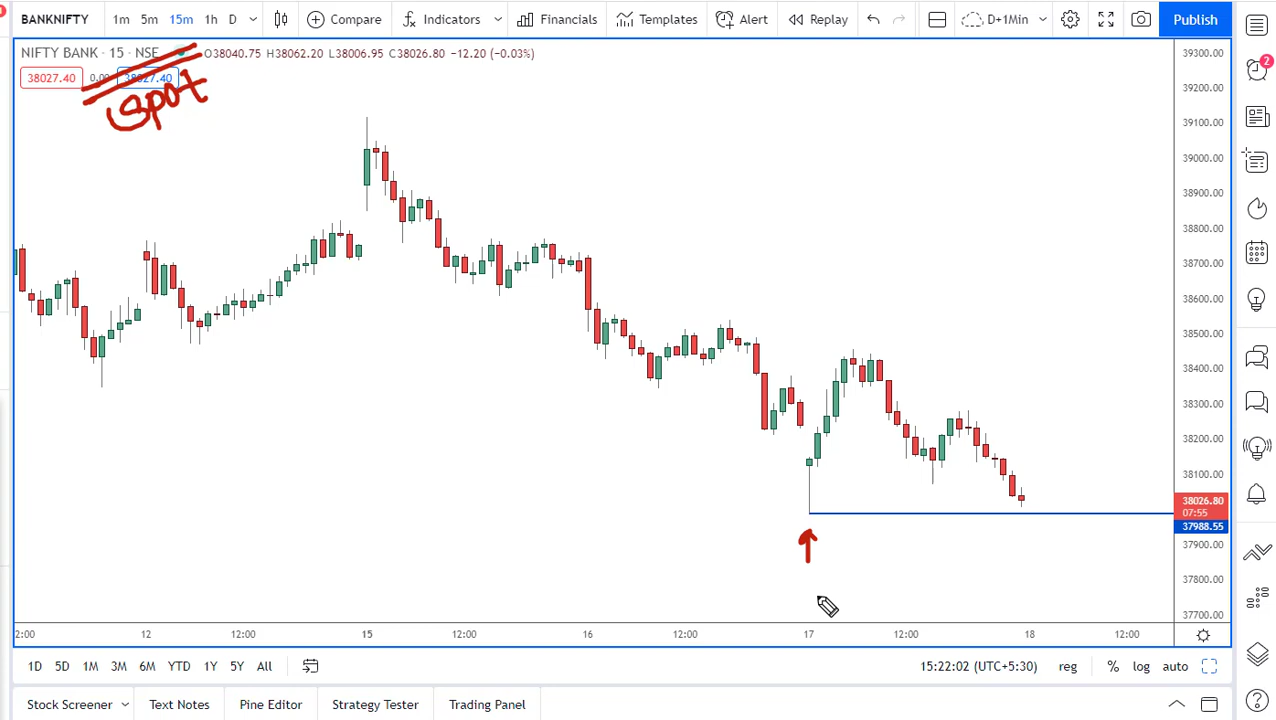 BANKNIFTY 1m 5m 15m 1h D Compare Indicators Financials Templates Alert Replay D+1Min Publish
NIFTY BANK · 15 · NSE O38040.75 H38062.20 L38006.95 C38026.80 −12.20 (−0.03%)
38027.40 0.00 38027.40
Spot
2
39300.00
39200.00
39100.00
39000.00
38900.00
38800.00
38700.00
38600.00
38500.00
38400.00
38300.00
38200.00
38100.00
38026.80
07:55
37988.55
37900.00
37800.00
37700.00
2:00 12 12:00 15 12:00 16 12:00 17 12:00 18 12:00
1D 5D 1M 3M 6M YTD 1Y 5Y All 15:22:02 (UTC+5:30) reg % log auto
Stock Screener Text Notes Pine Editor Strategy Tester Trading Panel